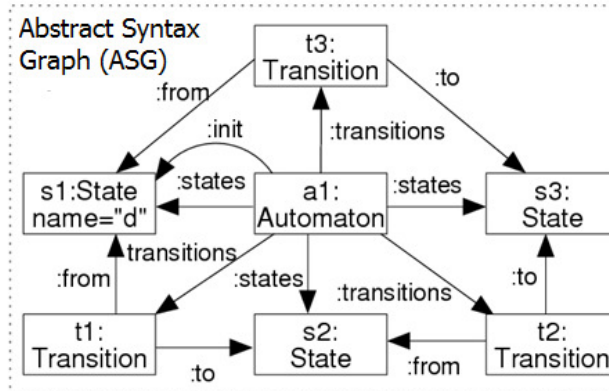 Abstract Syntax
Graph (ASG)
t3:
Transition
:from
:to
:init
:transitions
s1:State
name="d"
:states
a1:
Automaton
:states
s3:
State
transitions
:from
:states
:transitions
:to
t1:
Transition
:to
s2:
State
:from
t2:
Transition